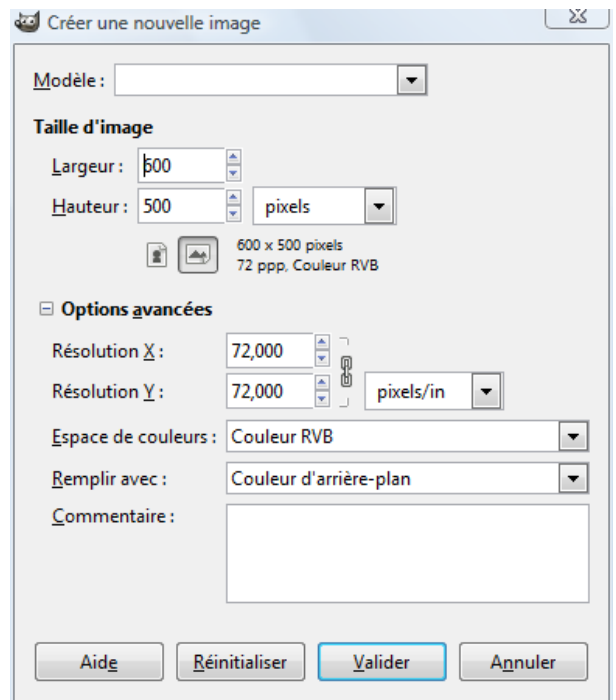 Créer une nouvelle image
Modèle :
Taille d'image
Largeur : 600
Hauteur : 500 pixels
600 x 500 pixels
72 ppp, Couleur RVB
Options avancées
Résolution X : 72,000
Résolution Y : 72,000 pixels/in
Espace de couleurs : Couleur RVB
Remplir avec : Couleur d'arrière-plan
Commentaire :
Aide Réinitialiser Valider Annuler